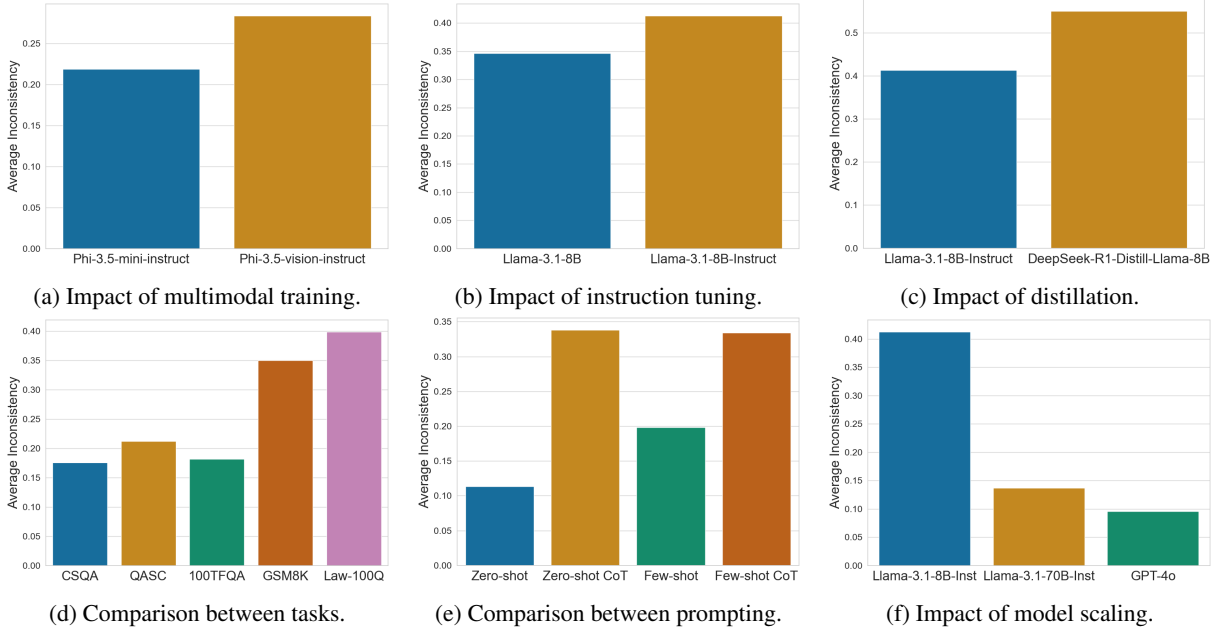 Average Inconsistency
0.25
0.20
0.15
0.10
0.05
0.00
Phi-3.5-mini-instruct Phi-3.5-vision-instruct
(a) Impact of multimodal training.
Average Inconsistency
0.40
0.35
0.30
0.25
0.20
0.15
0.10
0.05
0.00
Llama-3.1-8B Llama-3.1-8B-Instruct
(b) Impact of instruction tuning.
Average Inconsistency
0.5
0.4
0.3
0.2
0.1
0.0
Llama-3.1-8B-Instruct DeepSeek-R1-Distill-Llama-8B
(c) Impact of distillation.
Average Inconsistency
0.40
0.35
0.30
0.25
0.20
0.15
0.10
0.05
0.00
CSQA QASC 100TFQA GSM8K Law-100Q
(d) Comparison between tasks.
Average Inconsistency
0.35
0.30
0.25
0.20
0.15
0.10
0.05
0.00
Zero-shot Zero-shot CoT Few-shot Few-shot CoT
(e) Comparison between prompting.
Average Inconsistency
0.40
0.35
0.30
0.25
0.20
0.15
0.10
0.05
0.00
Llama-3.1-8B-Inst Llama-3.1-70B-Inst GPT-4o
(f) Impact of model scaling.